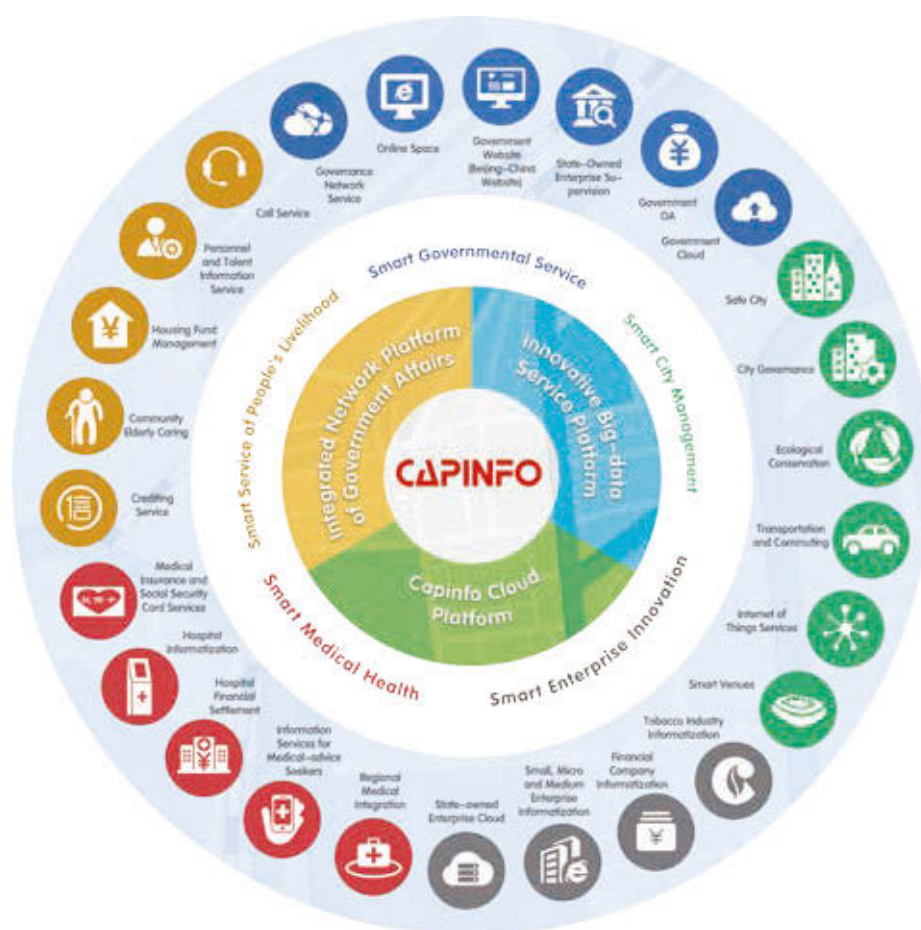 CAPINFO
Integrated Network Platform
of Government Affairs
Innovative Big-data
Service Platform
Capinfo Cloud
Platform
Smart Governmental Service
Smart City Management
Smart Enterprise Innovation
Smart Medical Health
Smart Service of People's Livelihood
Governance
Network
Service
Online Space
Government
Website
(Beijing-China
Website)
State-Owned
Enterprise Su-
pervision
Government
OA
Government
Cloud
Safe City
City Governance
Ecological
Conservation
Transportation
and Commuting
Internet of
Things Services
Smart Venues
Tobacco Industry
Informatization
Financial
Company
Informatization
Small, Micro
and Medium
Enterprise
Informatization
State-owned
Enterprise Cloud
Regional
Medical
Integration
Information
Services for
Medical-advice
Seekers
Hospital
Financial
Settlement
Hospital
Informatization
Medical
Insurance and
Social Security
Card Services
Crediting
Service
信
Community
Elderly Caring
Housing Fund
Management
Personnel
and Talent
Information
Service
Call Service